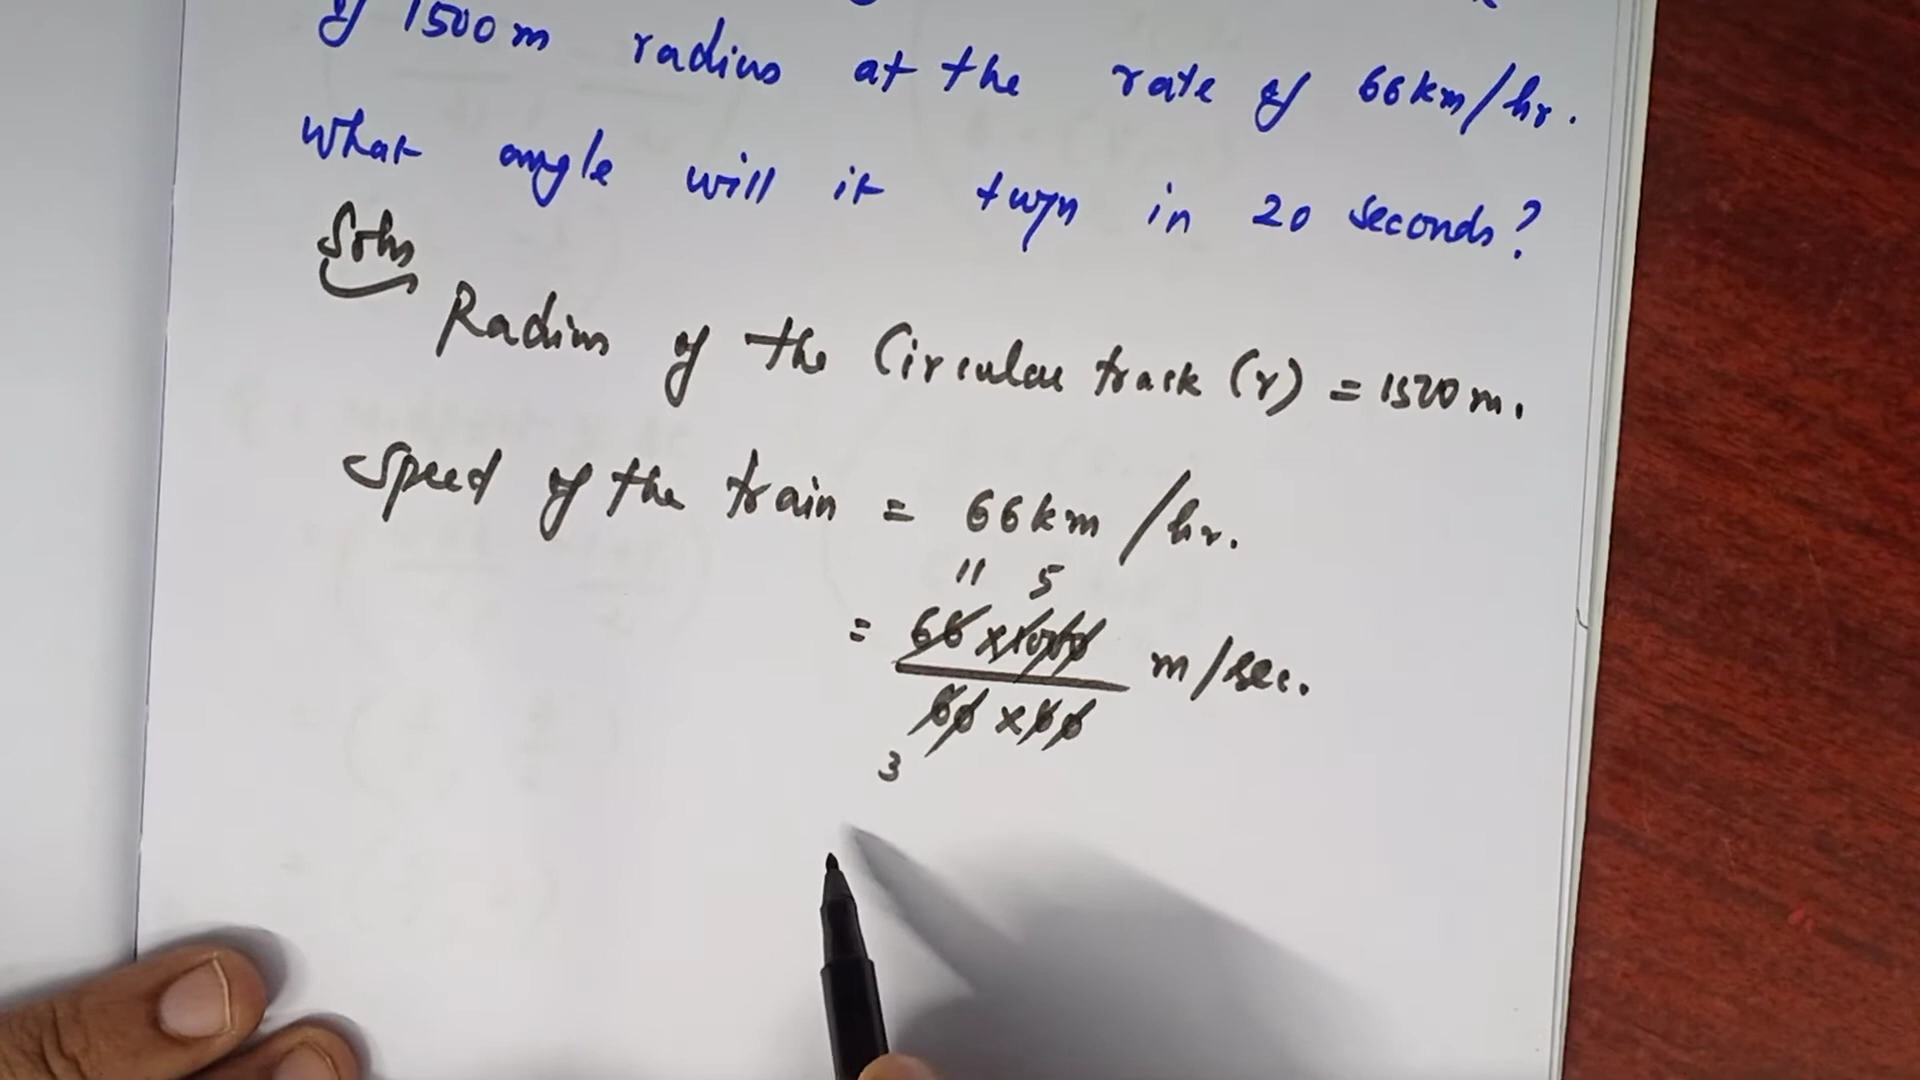 of 1500 m radius at the rate of 66 km/hr.
What angle will it turn in 20 seconds?
Soln
Radius of the Circular track (r) = 1500 m.
Speed of the train = 66 km/hr.
11 5
= 66 x 1000 m/sec.
60 x 60
3